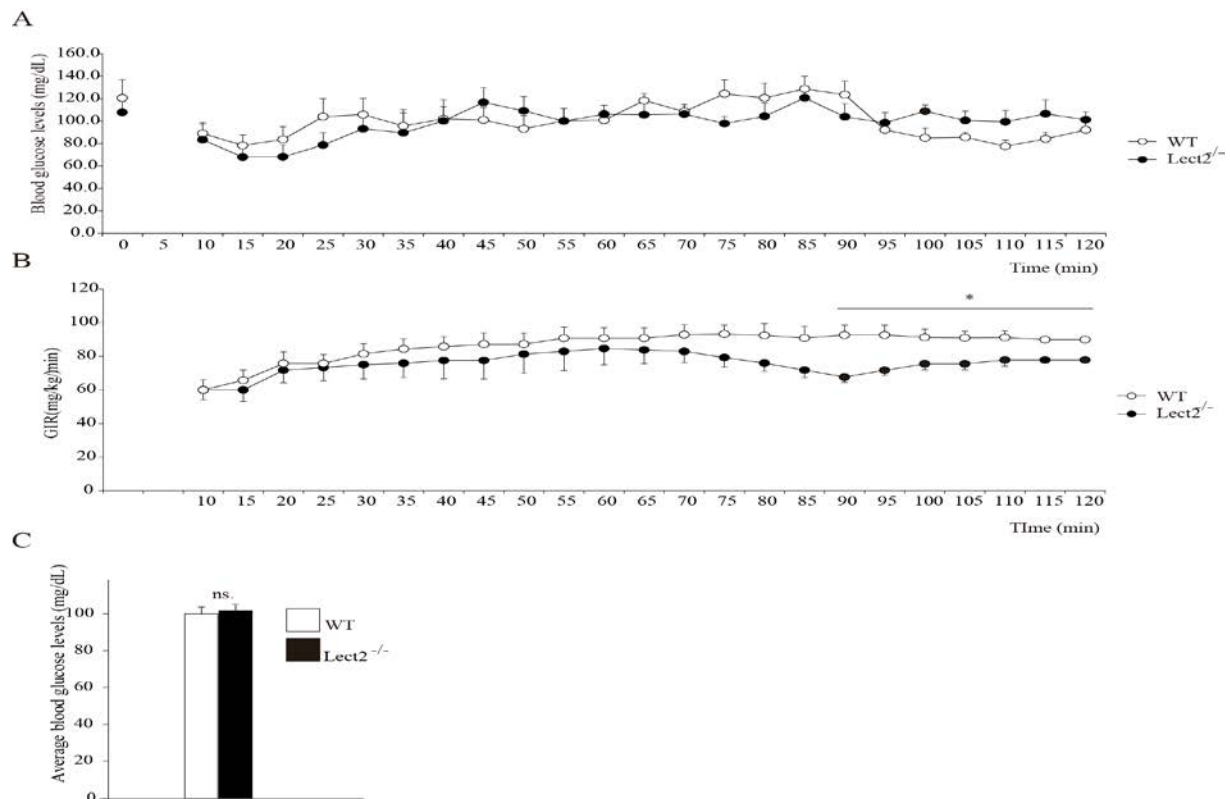 A
Blood glucose levels (mg/dL)
160.0
140.0
120.0
100.0
80.0
60.0
40.0
20.0
0.0
0 5 10 15 20 25 30 35 40 45 50 55 60 65 70 75 80 85 90 95 100 105 110 115 120
Time (min)
WT
Lect2-/-
B
GIR(mg/kg)min)
120
100
80
60
40
20
0
*
10 15 20 25 30 35 40 45 50 55 60 65 70 75 80 85 90 95 100 105 110 115 120
TIme (min)
WT
Lect2-/-
C
Average blood glucose levels (mg/dL)
100
80
60
40
20
0
ns.
WT
Lect2 -/-